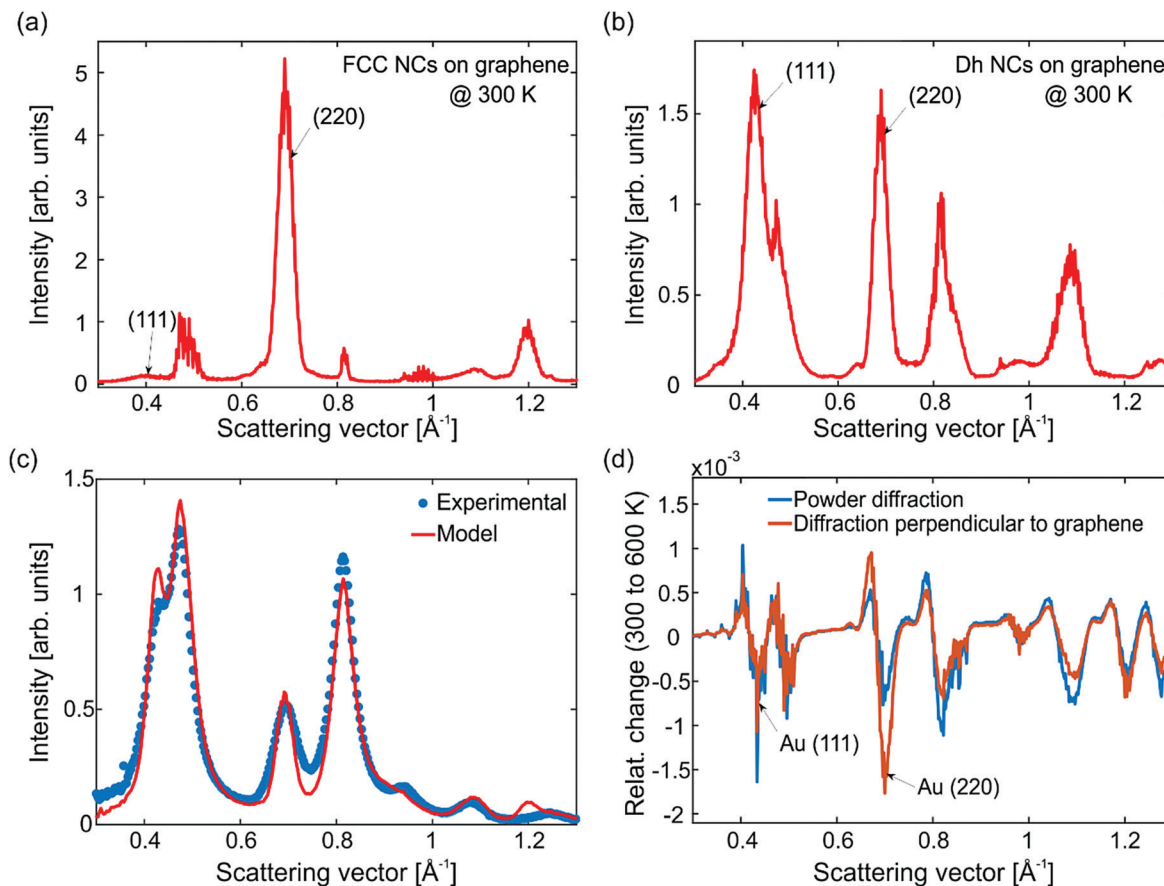 (a)
FCC NCs on graphene
@ 300 K
(220)
(111)
Intensity [arb. units]
5
4
3
2
1
0
0.4 0.6 0.8 1 1.2
Scattering vector [Å-1]
(b)
Dh NCs on graphene
@ 300 K
(111)
(220)
Intensity [arb. units]
1.5
1
0.5
0
0.4 0.6 0.8 1 1.2
Scattering vector [Å-1]
(c)
Experimental
Model
Intensity [arb. units]
1.5
1
0.5
0
0.4 0.6 0.8 1 1.2
Scattering vector [Å-1]
(d)
x10-3
Powder diffraction
Diffraction perpendicular to graphene
Relat. change (300 to 600 K)
1.5
1
0.5
0
-0.5
-1
-1.5
-2
Au (111)
Au (220)
0.4 0.6 0.8 1 1.2
Scattering vector [Å-1]